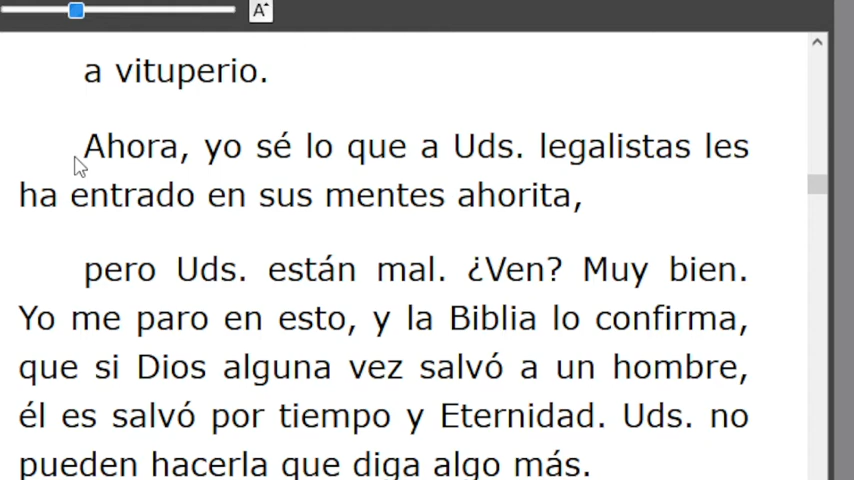 A
a vituperio.
Ahora, yo sé lo que a Uds. legalistas les
ha entrado en sus mentes ahorita,
pero Uds. están mal. ¿Ven? Muy bien.
Yo me paro en esto, y la Biblia lo confirma,
que si Dios alguna vez salvó a un hombre,
él es salvó por tiempo y Eternidad. Uds. no
pueden hacerla que diga algo más.